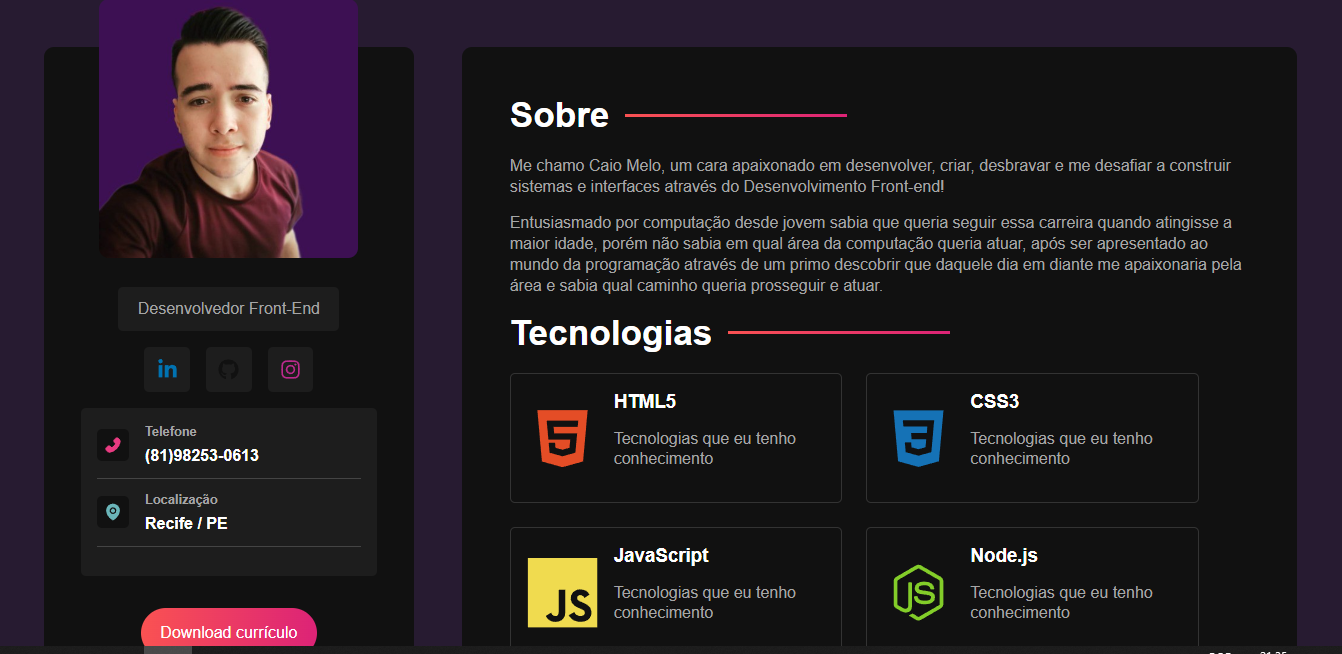 Desenvolvedor Front-End
in
Telefone
(81)98253-0613
Localização
Recife / PE
Download currículo
Sobre
Me chamo Caio Melo, um cara apaixonado em desenvolver, criar, desbravar e me desafiar a construir
sistemas e interfaces através do Desenvolvimento Front-end!
Entusiasmado por computação desde jovem sabia que queria seguir essa carreira quando atingisse a
maior idade, porém não sabia em qual área da computação queria atuar, após ser apresentado ao
mundo da programação através de um primo descobrir que daquele dia em diante me apaixonaria pela
área e sabia qual caminho queria prosseguir e atuar.
Tecnologias
HTML5
Tecnologias que eu tenho
conhecimento
CSS3
Tecnologias que eu tenho
conhecimento
JS
JavaScript
Tecnologias que eu tenho
conhecimento
JS
Node.js
Tecnologias que eu tenho
conhecimento